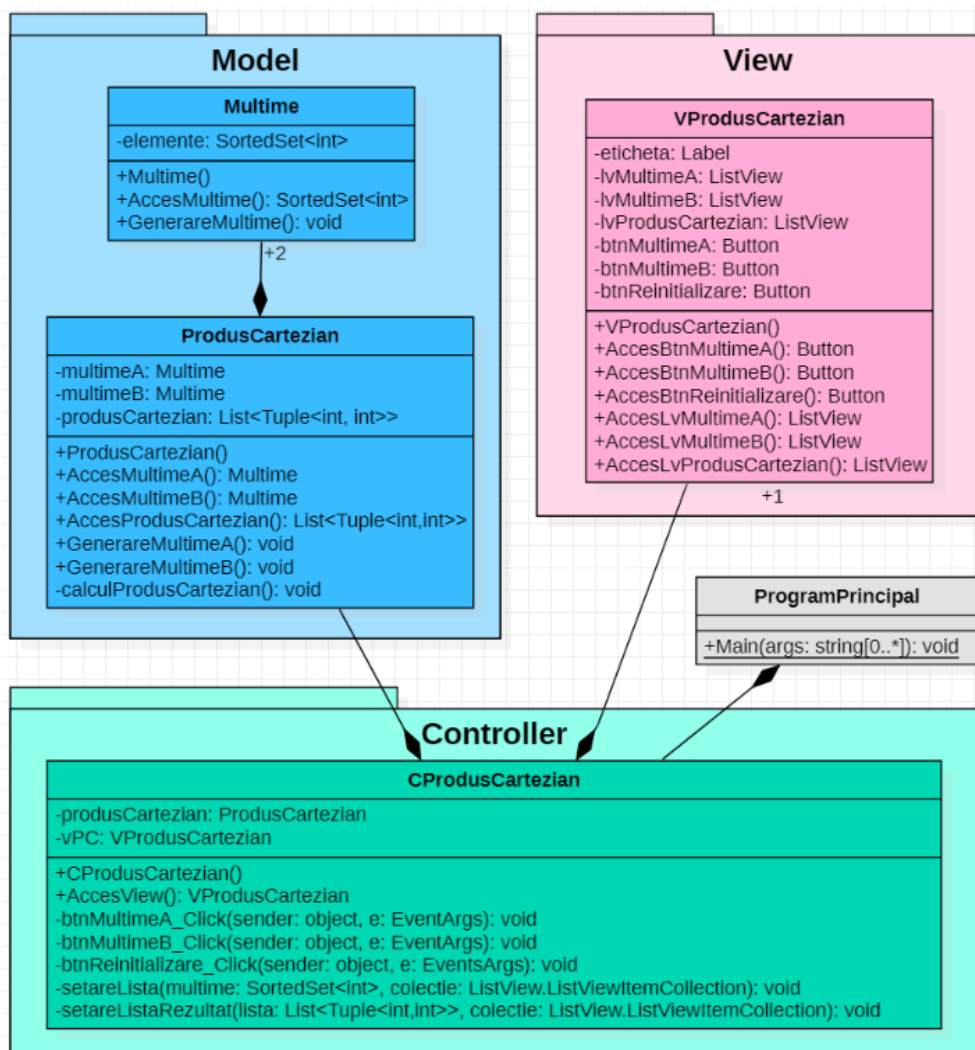 Model
Multime
-elemente: SortedSet<int>
+Multime()
+AccesMultime(): SortedSet<int>
+GenerareMultime(): void
+2
ProdusCartezian
-multimeA: Multime
-multimeB: Multime
-produsCartezian: List<Tuple<int, int>>
+ProdusCartezian()
+AccesMultimeA(): Multime
+AccesMultimeB(): Multime
+AccesProdusCartezian(): List<Tuple<int,int>>
+GenerareMultimeA(): void
+GenerareMultimeB(): void
-calculProdusCartezian(): void
View
VProdusCartezian
-eticheta: Label
-lvMultimeA: ListView
-lvMultimeB: ListView
-lvProdusCartezian: ListView
-btnMultimeA: Button
-btnMultimeB: Button
-btnReinitializare: Button
+VProdusCartezian()
+AccesBtnMultimeA(): Button
+AccesBtnMultimeB(): Button
+AccesBtnReinitializare(): Button
+AccesLvMultimeA(): ListView
+AccesLvMultimeB(): ListView
+AccesLvProdusCartezian(): ListView
+1
ProgramPrincipal
+Main(args: string[0..*]): void
Controller
CProdusCartezian
-produsCartezian: ProdusCartezian
-vPC: VProdusCartezian
+CProdusCartezian()
+AccesView(): VProdusCartezian
-btnMultimeA_Click(sender: object, e: EventArgs): void
-btnMultimeB_Click(sender: object, e: EventArgs): void
-btnReinitializare_Click(sender: object, e: EventsArgs): void
-setareLista(multime: SortedSet<int>, colectie: ListView.ListViewItemCollection): void
-setareListaRezultat(lista: List<Tuple<int,int>>, colectie: ListView.ListViewItemCollection): void